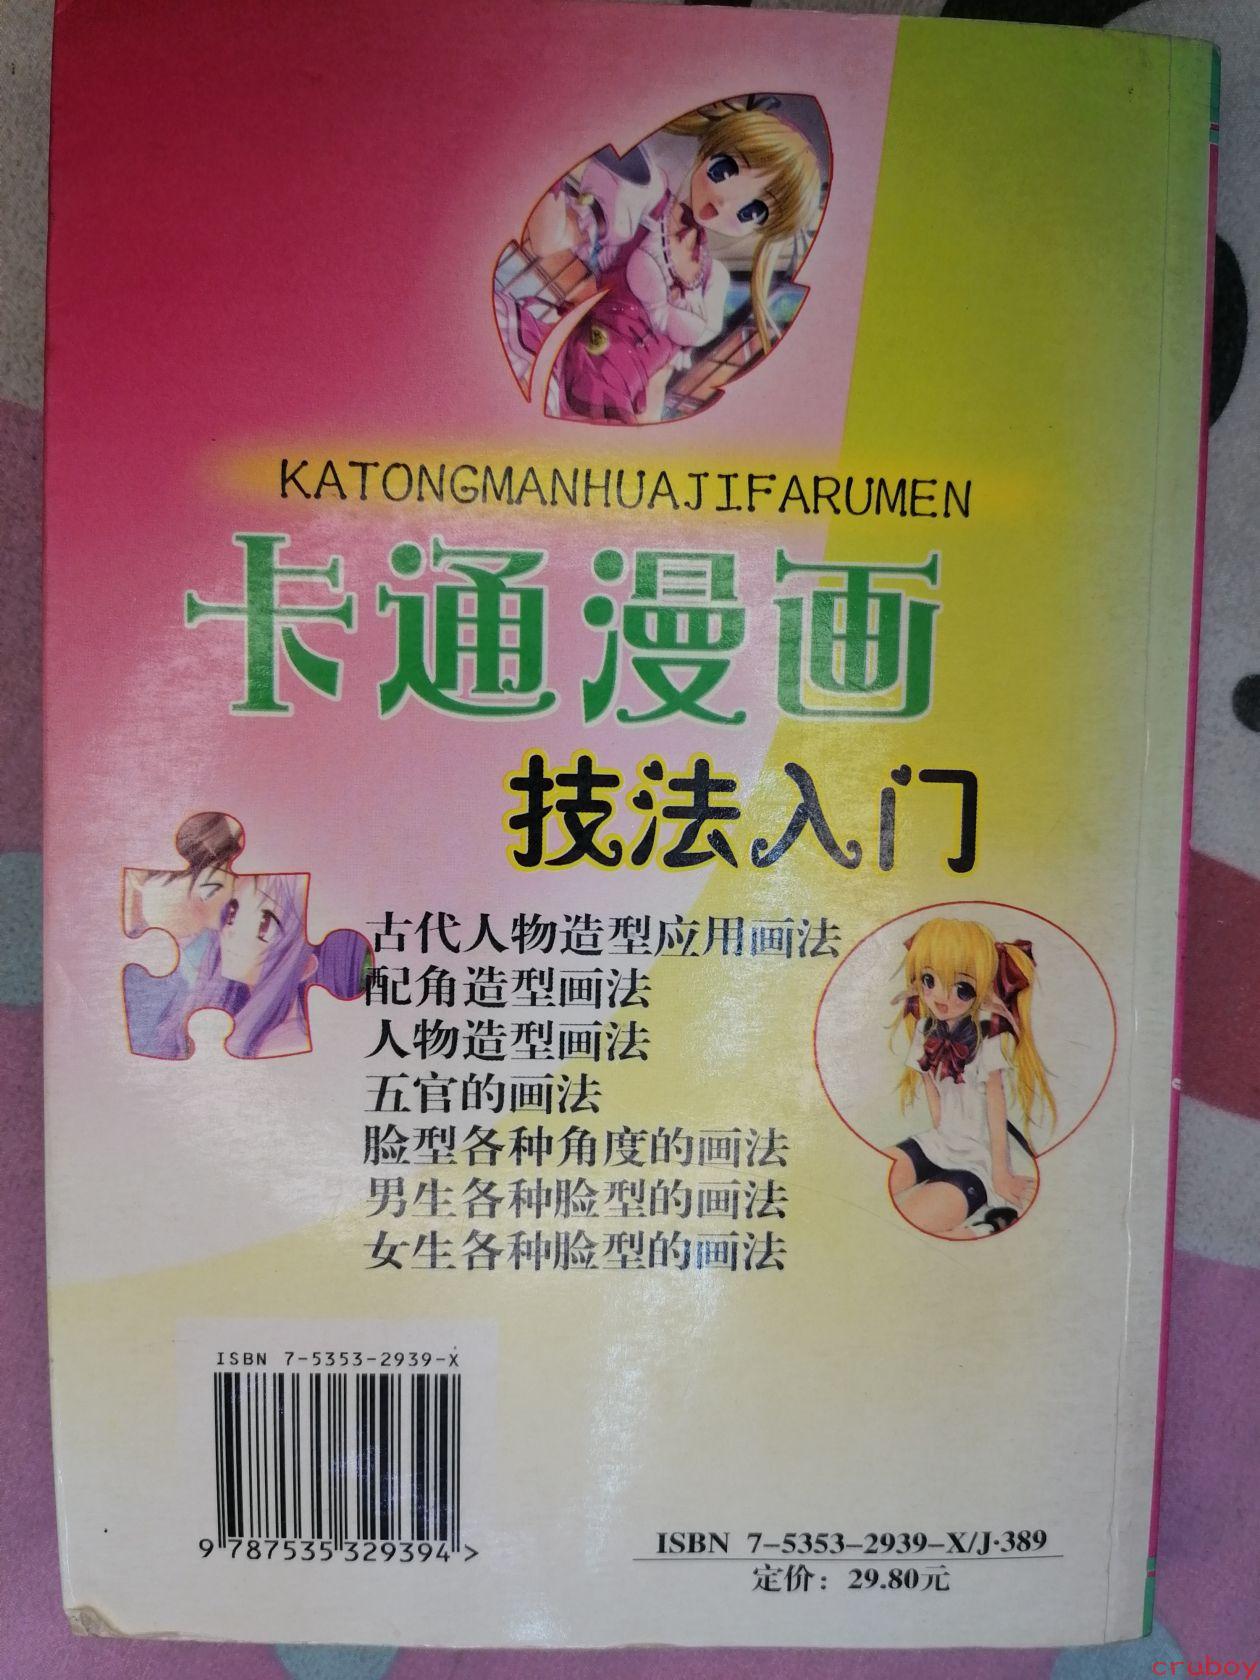 KATONGMANHUAJIFARUMEN
卡通漫画
技法入门
古代人物造型应用画法
配角造型画法
人物造型画法
五官的画法
脸型各种角度的画法
男生各种脸型的画法
女生各种脸型的画法
ISBN 7-5353-2939-X
9 787535 329394 >
ISBN 7-5353-2939-X/J·389
定价：29.80元
cruboy